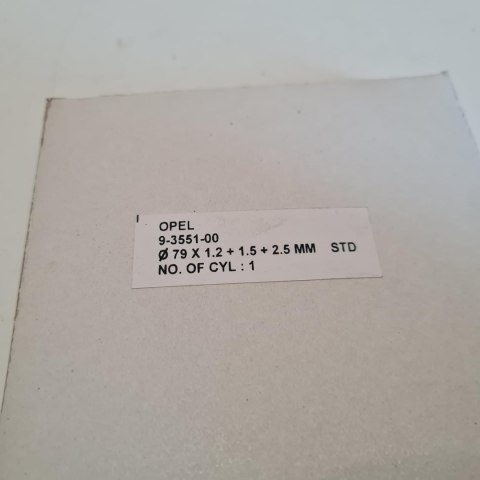 OPEL
9-3551-00
Ø 79 X 1.2 + 1.5 + 2.5 MM STD
NO. OF CYL : 1